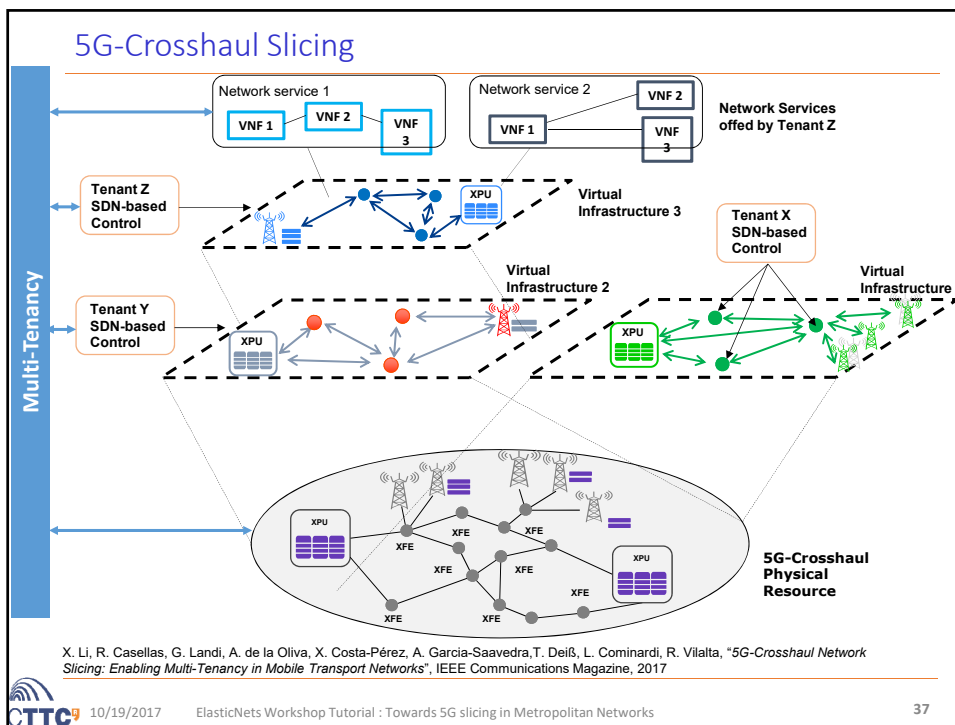 5G-Crosshaul Slicing
Multi-Tenancy
Network service 1
VNF 1
VNF 2
VNF
3
Network service 2
VNF 1
VNF 2
VNF
3
Network Services
offed by Tenant Z
Tenant Z
SDN-based
Control
XPU
Virtual
Infrastructure 3
Tenant X
SDN-based
Control
Tenant Y
SDN-based
Control
XPU
Virtual
Infrastructure 2
XPU
Virtual
Infrastructure
XPU
XFE
XFE
XFE
XFE
XFE
XFE
XFE
XFE
XPU
5G-Crosshaul
Physical
Resource
X. Li, R. Casellas, G. Landi, A. de la Oliva, X. Costa-Pérez, A. Garcia-Saavedra,T. Deiß, L. Cominardi, R. Vilalta, “5G-Crosshaul Network
Slicing: Enabling Multi-Tenancy in Mobile Transport Networks”, IEEE Communications Magazine, 2017
CTTC
10/19/2017
ElasticNets Workshop Tutorial : Towards 5G slicing in Metropolitan Networks
37